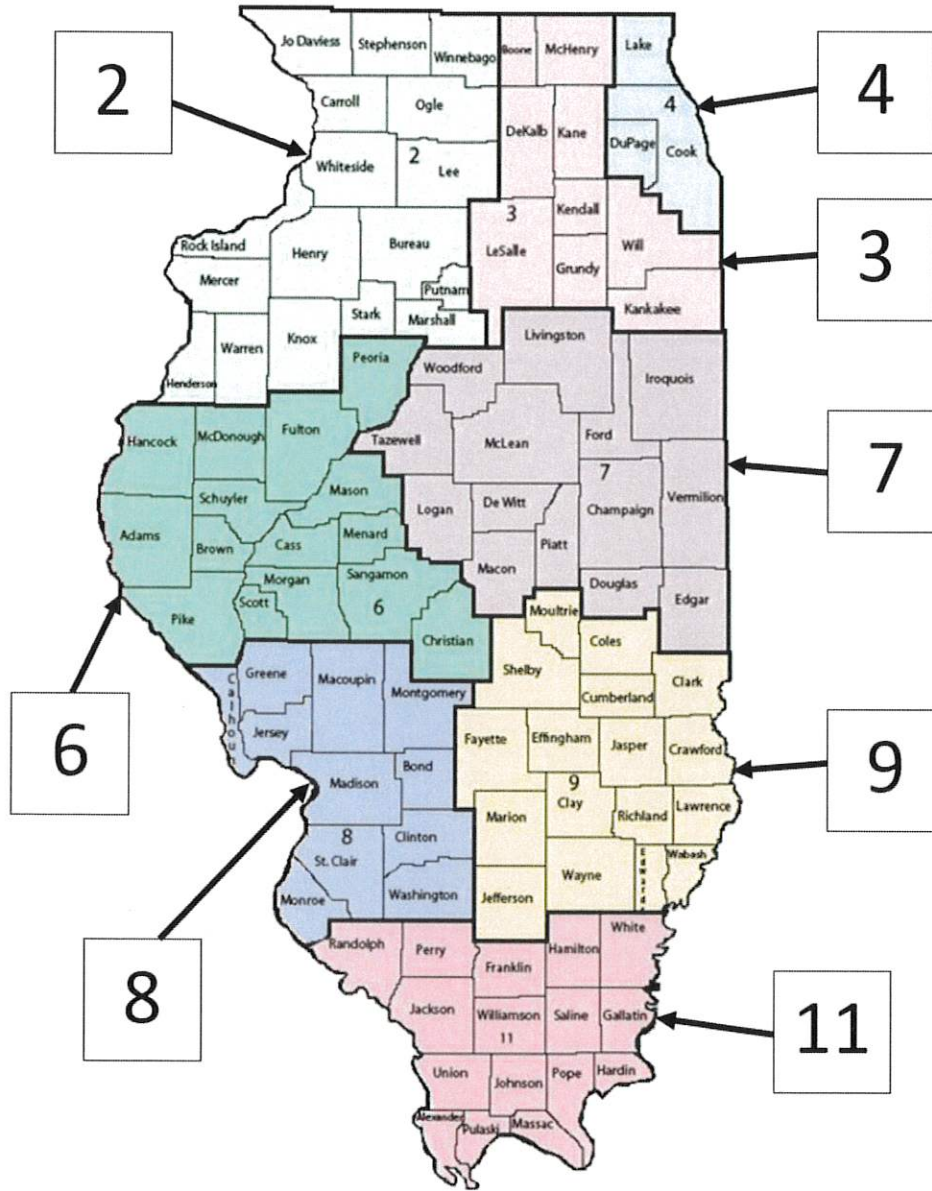 Jo Daviess
Stephenson
Winnebago
Boone
McHenry
Lake
2
4
Carroll
Ogle
4
DeKalb
Kane
DuPage
Cook
Whiteside
2
Lee
3
Kendall
Rock Island
Henry
Bureau
LeSalle
Will
Grundy
3
Mercer
Putnam
Kankakee
Stark
Marshall
Warren
Knox
Henderson
Peoria
Livingston
Woodford
Iroquois
Hancock
McDonough
Fulton
Tazewell
McLean
Ford
7
7
Mason
Schuyler
Logan
De Witt
Champaign
Vermilion
Adams
Brown
Cass
Menard
Piatt
Morgan
Sangamon
Macon
Scott
6
Douglas
Edgar
Pike
Moultrie
Christian
Coles
Shelby
Clark
6
Calhoun
Greene
Macoupin
Montgomery
Cumberland
Jersey
Fayette
Effingham
Jasper
Crawford
9
Bond
Madison
9
Clay
Lawrence
Marion
Richland
8
St. Clair
Clinton
Edwards
Wabash
Wayne
Washington
Jefferson
Monroe
8
White
Randolph
Perry
Hamilton
Franklin
Jackson
Williamson
Saline
Gallatin
11
11
Union
Johnson
Pope
Hardin
Alexander
Pulaski
Massac